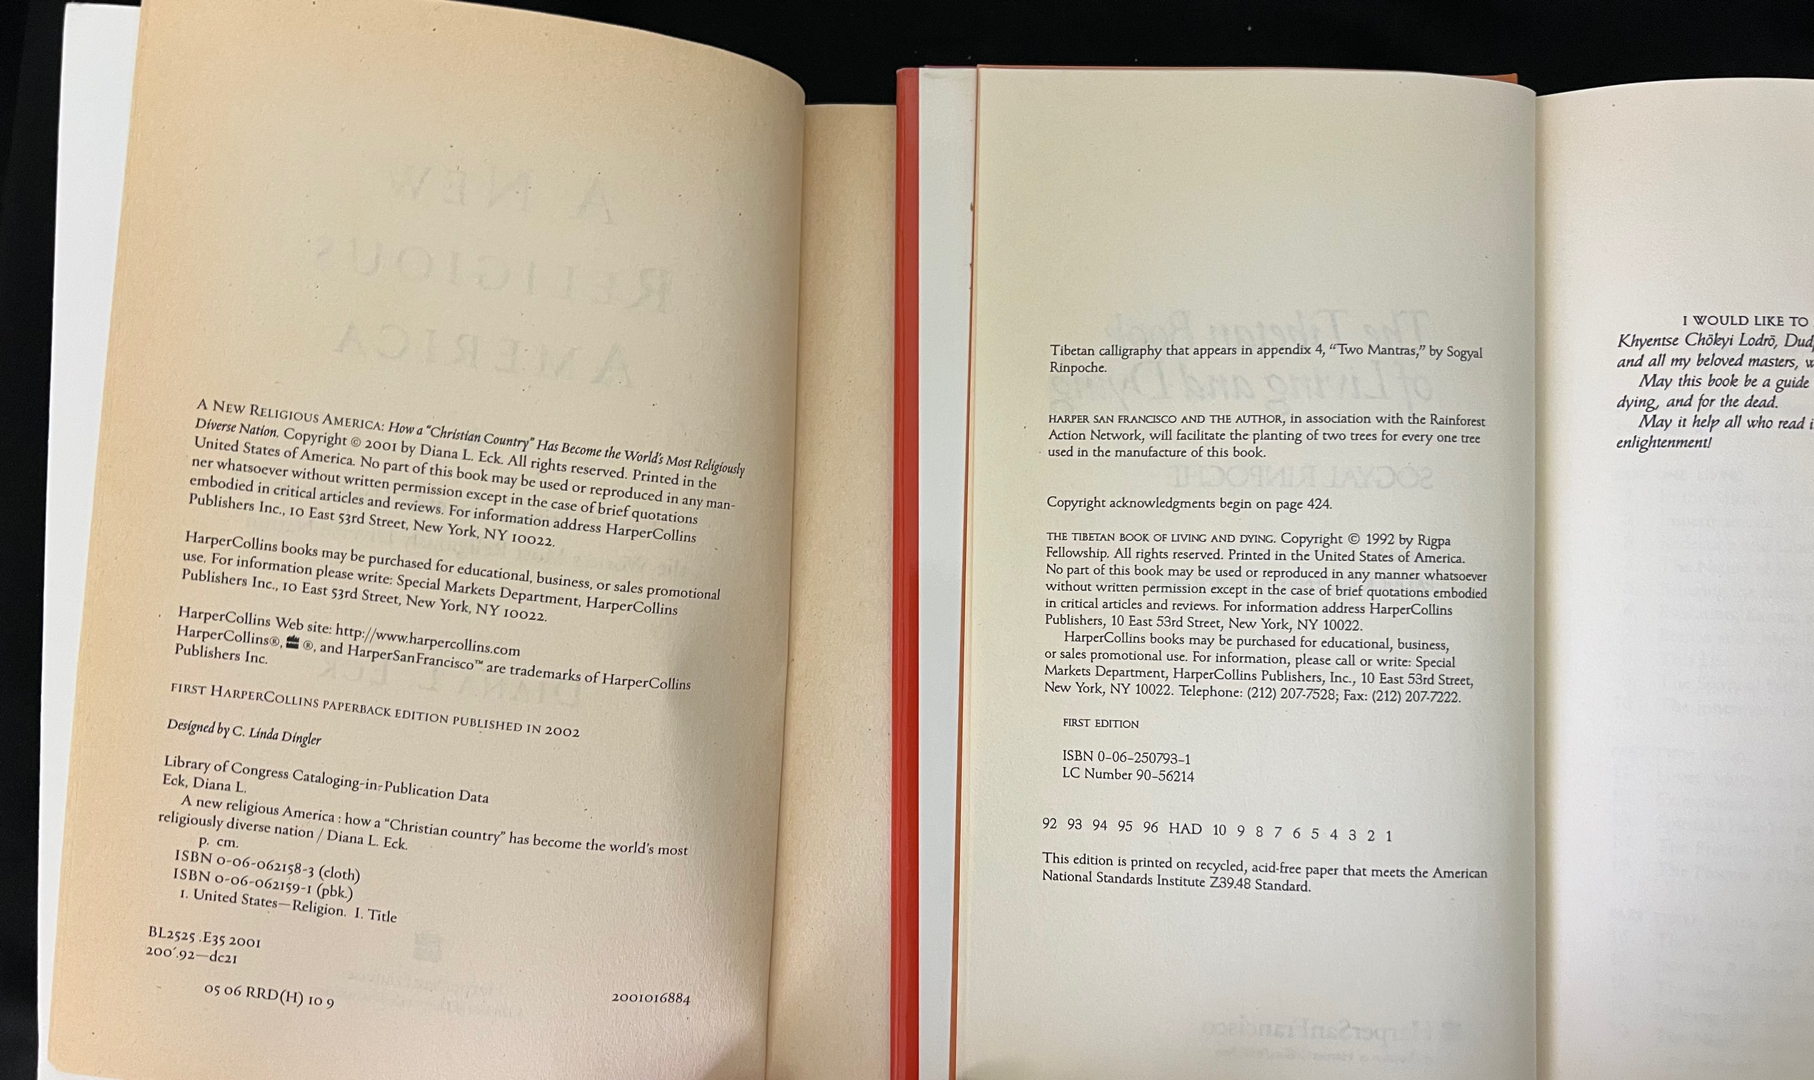 A New Religious America: How a “Christian Country” Has Become the World’s Most Religiously
Diverse Nation. Copyright © 2001 by Diana L. Eck. All rights reserved. Printed in the
United States of America. No part of this book may be used or reproduced in any man-
ner whatsoever without written permission except in the case of brief quotations
embodied in critical articles and reviews. For information address HarperCollins
Publishers Inc., 10 East 53rd Street, New York, NY 10022.
HarperCollins books may be purchased for educational, business, or sales promotional
use. For information please write: Special Markets Department, HarperCollins
Publishers Inc., 10 East 53rd Street, New York, NY 10022.
HarperCollins Web site: http://www.harpercollins.com
HarperCollins®, ®, and HarperSanFrancisco™ are trademarks of HarperCollins
Publishers Inc.
FIRST HARPERCOLLINS PAPERBACK EDITION PUBLISHED IN 2002
Designed by C. Linda Dingler
Library of Congress Cataloging-in-Publication Data
Eck, Diana L.
A new religious America : how a “Christian country” has become the world’s most
religiously diverse nation / Diana L. Eck.
p. cm.
ISBN 0-06-062158-3 (cloth)
ISBN 0-06-062159-1 (pbk.)
1. United States—Religion. I. Title
BL2525 .E35 2001
200´.92—dc21
2001016884
05 06 RRD(H) 10 9
Tibetan calligraphy that appears in appendix 4, “Two Mantras,” by Sogyal
Rinpoche.
HARPER SAN FRANCISCO AND THE AUTHOR, in association with the Rainforest
Action Network, will facilitate the planting of two trees for every one tree
used in the manufacture of this book.
Copyright acknowledgments begin on page 424.
THE TIBETAN BOOK OF LIVING AND DYING. Copyright © 1992 by Rigpa
Fellowship. All rights reserved. Printed in the United States of America.
No part of this book may be used or reproduced in any manner whatsoever
without written permission except in the case of brief quotations embodied
in critical articles and reviews. For information address HarperCollins
Publishers, 10 East 53rd Street, New York, NY 10022.
HarperCollins books may be purchased for educational, business,
or sales promotional use. For information, please call or write: Special
Markets Department, HarperCollins Publishers, Inc., 10 East 53rd Street,
New York, NY 10022. Telephone: (212) 207-7528; Fax: (212) 207-7222.
FIRST EDITION
ISBN 0-06-250793-1
LC Number 90-56214
92 93 94 95 96 HAD 10 9 8 7 6 5 4 3 2 1
This edition is printed on recycled, acid-free paper that meets the American
National Standards Institute Z39.48 Standard.
I WOULD LIKE TO
Khyentse Chökyi Lodrö,
and all my beloved masters,
May this book be a guide
dying, and for the dead.
May it help all who read
enlightenment!